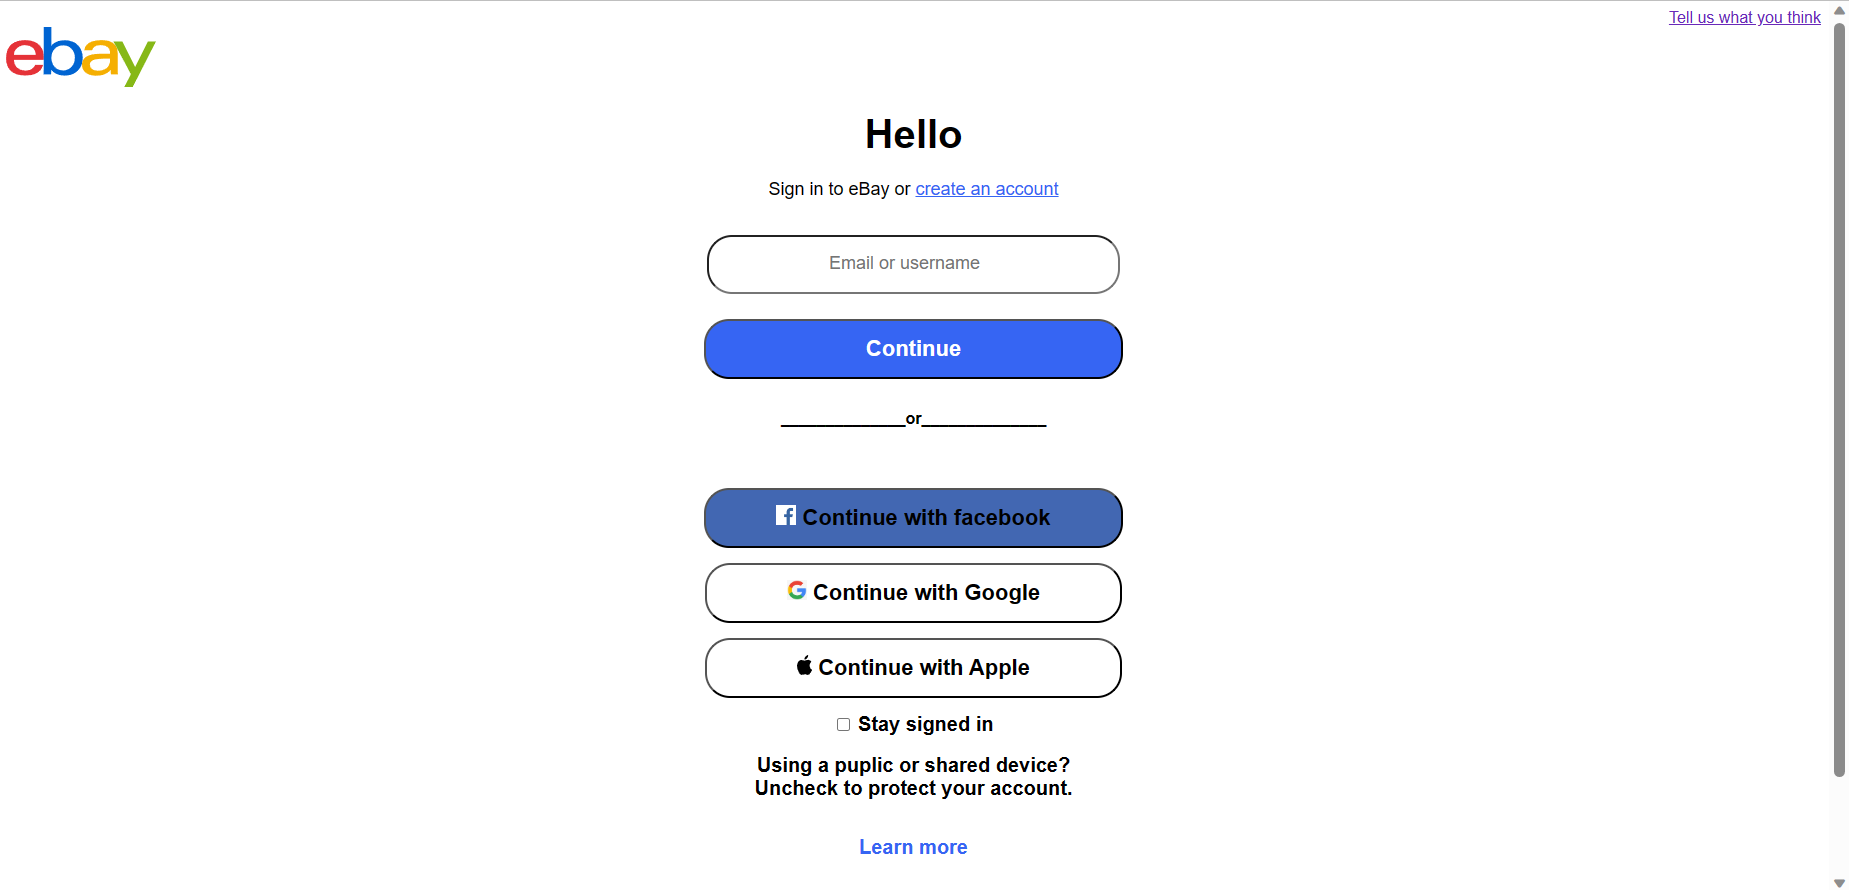 Tell us what you think
ebay
Hello
Sign in to eBay or create an account
Email or username
Continue
______________or______________
Continue with facebook
Continue with Google
Continue with Apple
Stay signed in
Using a puplic or shared device?
Uncheck to protect your account.
Learn more